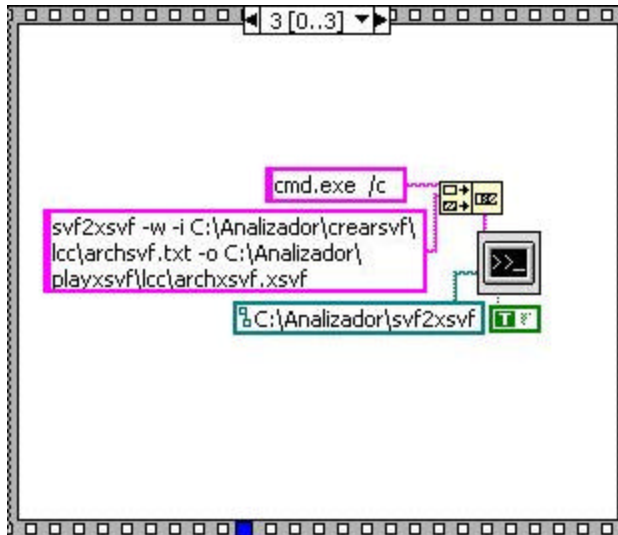 3 [0..3]
cmd.exe /c
svf2xsvf -w -i C:\Analizador\crearsvf\
lcc\archsvf.txt -o C:\Analizador\
playxsvf\lcc\archxsvf.xsvf
C:\Analizador\svf2xsvf
T